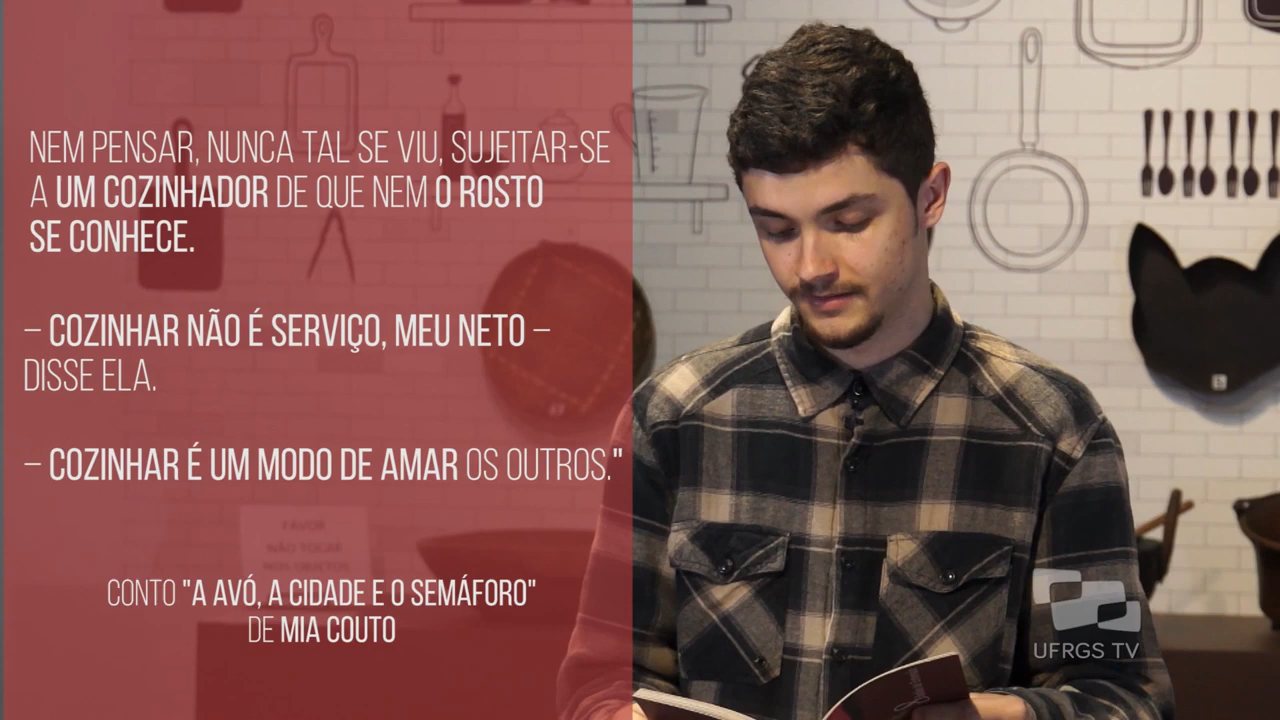 NEM PENSAR, NUNCA TAL SE VIU, SUJEITAR-SE
A UM COZINHADOR DE QUE NEM O ROSTO
SE CONHECE.
– COZINHAR NÃO É SERVIÇO, MEU NETO –
DISSE ELA.
– COZINHAR É UM MODO DE AMAR OS OUTROS."
FAVOR
NÃO TOCAR
NOS OBJETOS
CONTO "A AVÓ, A CIDADE E O SEMÁFORO"
DE MIA COUTO
UFRGS TV